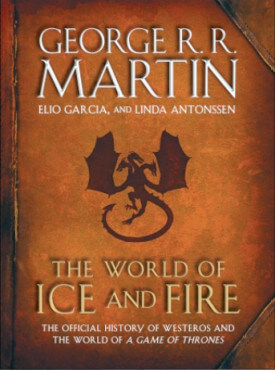 GEORGE R. R.
MARTIN
ELIO GARCIA, AND LINDA ANTONSSEN
THE WORLD OF
ICE AND FIRE
THE OFFICIAL HISTORY OF WESTEROS AND
THE WORLD OF A GAME OF THRONES